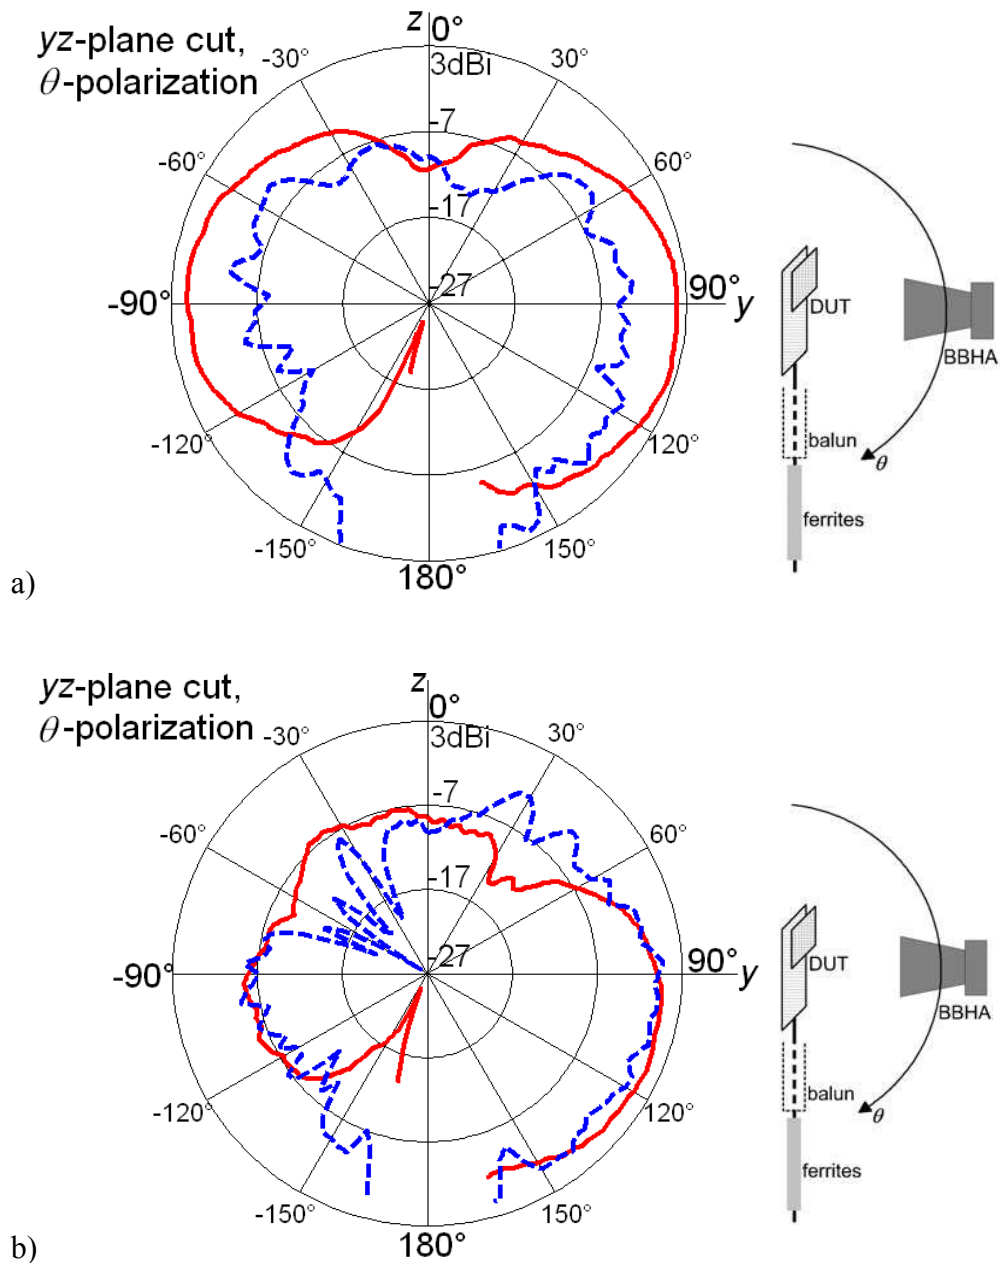 yz-plane cut,
θ-polarization
z
0°
3dBi
-30°
30°
-7
-60°
60°
-17
-27
-90°
90°
y
-120°
120°
-150°
150°
180°
DUT
BBHA
balun
θ
ferrites
a)
yz-plane cut,
θ-polarization
z
0°
3dBi
-30°
30°
-7
-60°
60°
-17
-27
-90°
90°
y
-120°
120°
-150°
150°
180°
DUT
BBHA
balun
θ
ferrites
b)